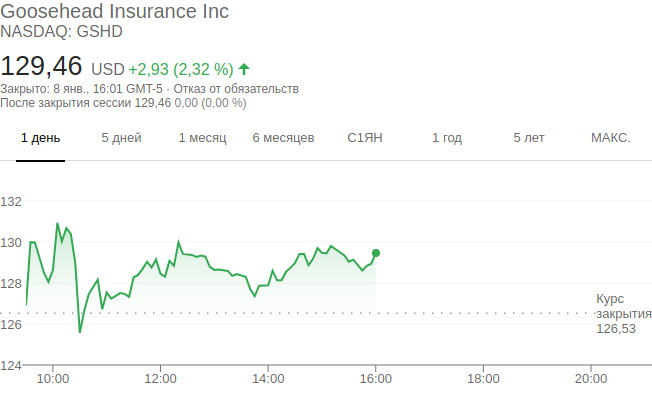 Goosehead Insurance Inc
NASDAQ: GSHD
129,46 USD +2,93 (2,32 %)
Закрыто: 8 янв., 16:01 GMT-5 · Отказ от обязательств
После закрытия сессии 129,46 0,00 (0,00 %)
1 день 5 дней 1 месяц 6 месяцев С1ЯН 1 год 5 лет МАКС.
132
130
128
Курс
закрытия
126
126,53
124
10:00 12:00 14:00 16:00 18:00 20:00